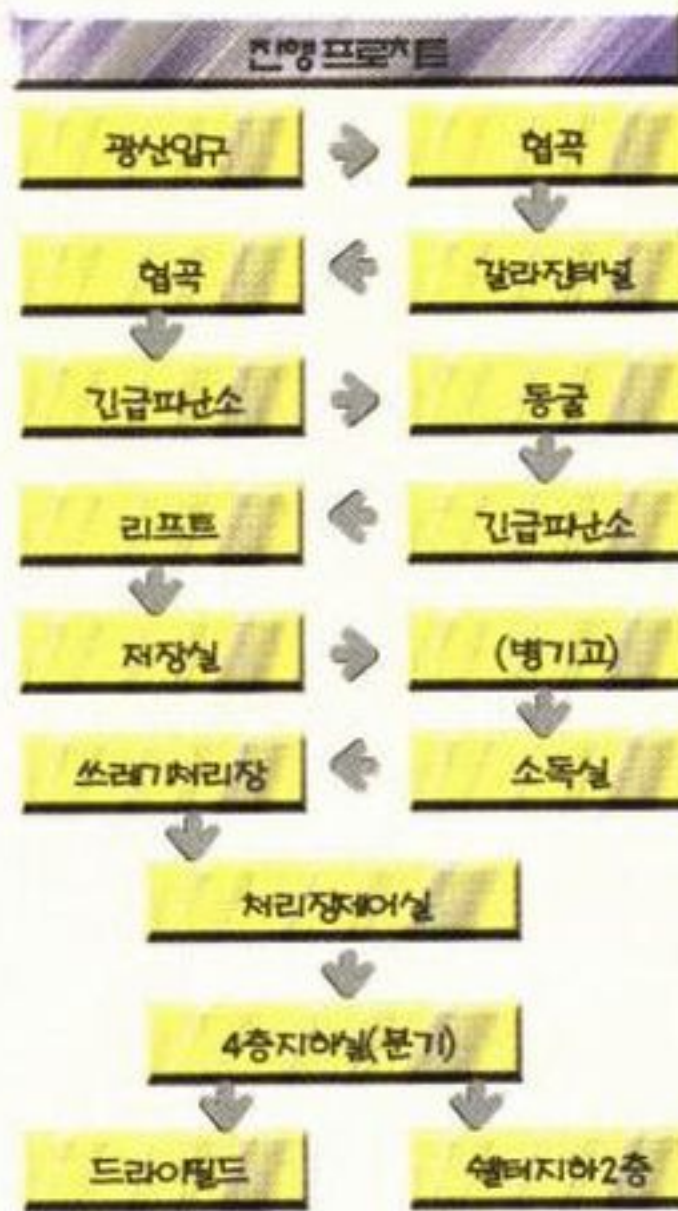 진행프로차트
광산입구
협곡
협곡
갈라진터널
긴급피난소
동굴
리프트
긴급피난소
저장실
(병기고)
쓰레기처리장
소독실
처리장제어실
4층지하실(분기)
드라이필드
쉘터지하2층